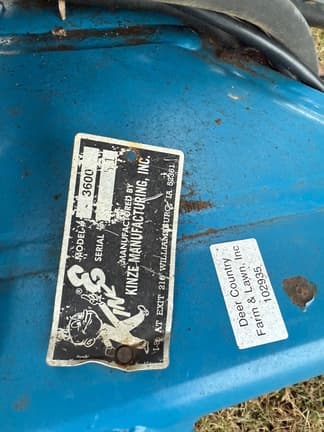 MODEL 3600
SERIAL
MANUFACTURED BY
KINZE MANUFACTURING, INC.
I-80 AT EXIT 216 WILLIAMSBURG, IA 52361
KINZE®
Deer Country
Farm & Lawn, Inc
102935